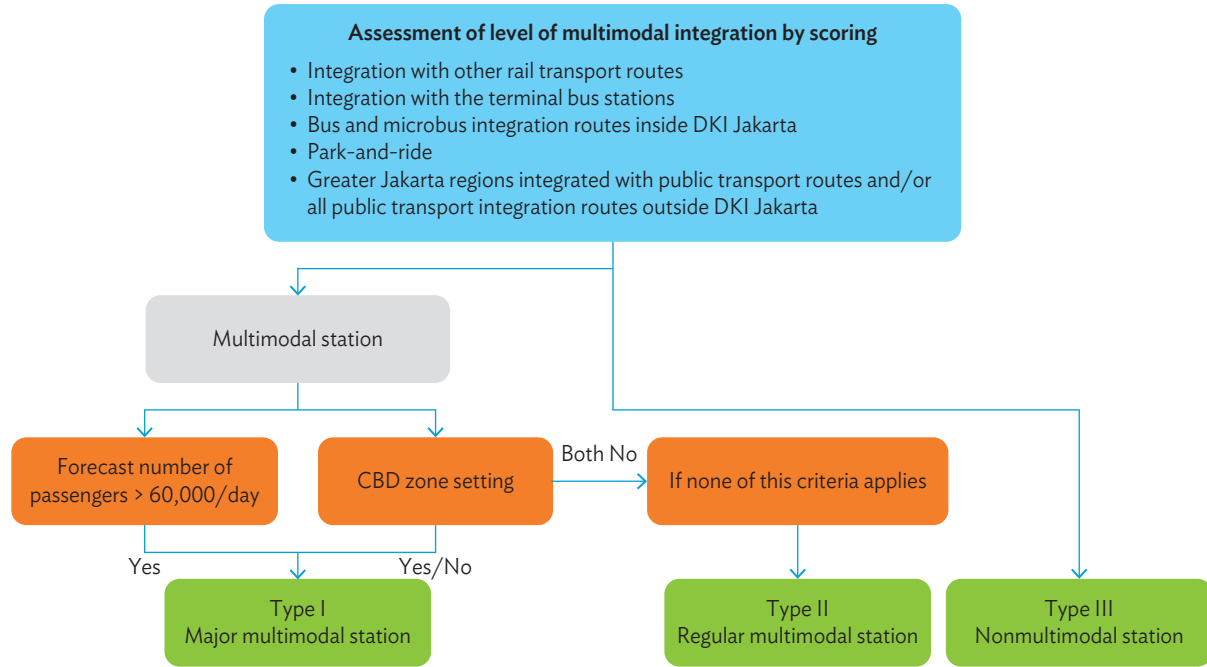 Assessment of level of multimodal integration by scoring
• Integration with other rail transport routes
• Integration with the terminal bus stations
• Bus and microbus integration routes inside DKI Jakarta
• Park-and-ride
• Greater Jakarta regions integrated with public transport routes and/or
all public transport integration routes outside DKI Jakarta
Multimodal station
Forecast number of
passengers > 60,000/day
CBD zone setting
Both No
If none of this criteria applies
Yes
Yes/No
Type I
Major multimodal station
Type II
Regular multimodal station
Type III
Nonmultimodal station